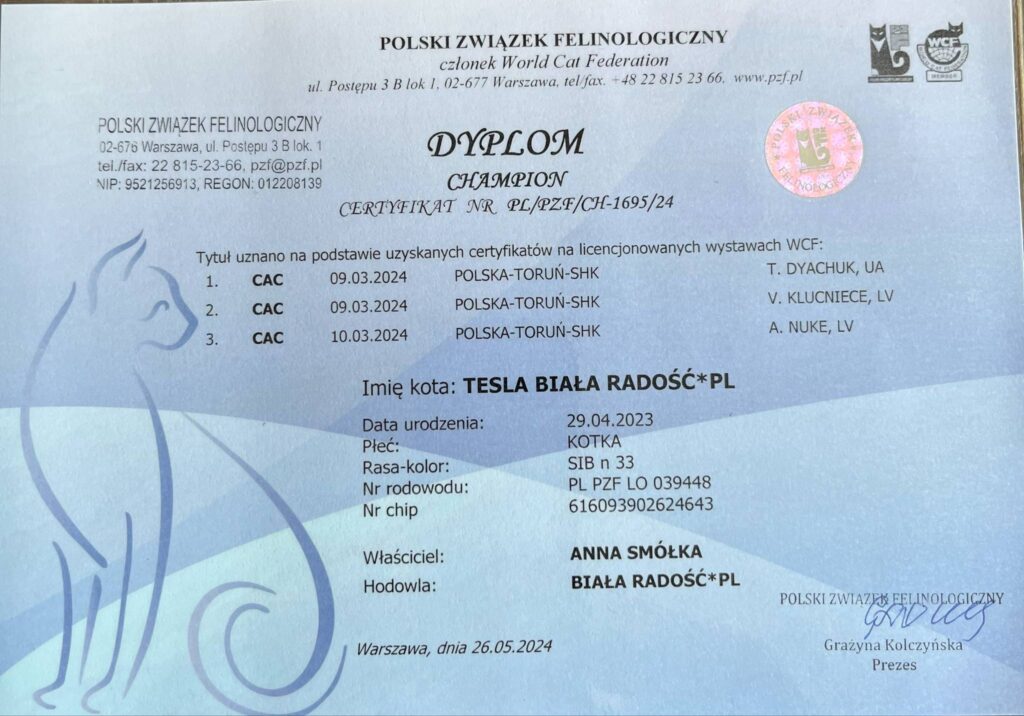 POLSKI ZWIĄZEK FELINOLOGICZNY
członek World Cat Federation
ul. Postępu 3 B lok 1, 02-677 Warszawa, tel/fax. +48 22 815 23 66, www.pzf.pl
WCF
MEMBER
POLSKI ZWIĄZEK FELINOLOGICZNY
02-676 Warszawa, ul. Postępu 3 B lok. 1
tel./fax: 22 815-23-66, pzf@pzf.pl
NIP: 9521256913, REGON: 012208139
DYPLOM
CHAMPION
CERTYFIKAT NR PL/PZF/CH-1695/24
POLSKI ZWIĄZEK FELINOLOGICZNY
Tytuł uznano na podstawie uzyskanych certyfikatów na licencjonowanych wystawach WCF:
1. CAC 09.03.2024 POLSKA-TORUŃ-SHK T. DYACHUK, UA
2. CAC 09.03.2024 POLSKA-TORUŃ-SHK V. KLUCNIECE, LV
3. CAC 10.03.2024 POLSKA-TORUŃ-SHK A. NUKE, LV
Imię kota: TESLA BIAŁA RADOŚĆ*PL
Data urodzenia: 29.04.2023
Płeć: KOTKA
Rasa-kolor: SIB n 33
Nr rodowodu: PL PZF LO 039448
Nr chip 616093902624643
Właściciel: ANNA SMÓŁKA
Hodowla: BIAŁA RADOŚĆ*PL
POLSKI ZWIĄZEK FELINOLOGICZNY
Grażyna Kolczyńska
Prezes
Warszawa, dnia 26.05.2024